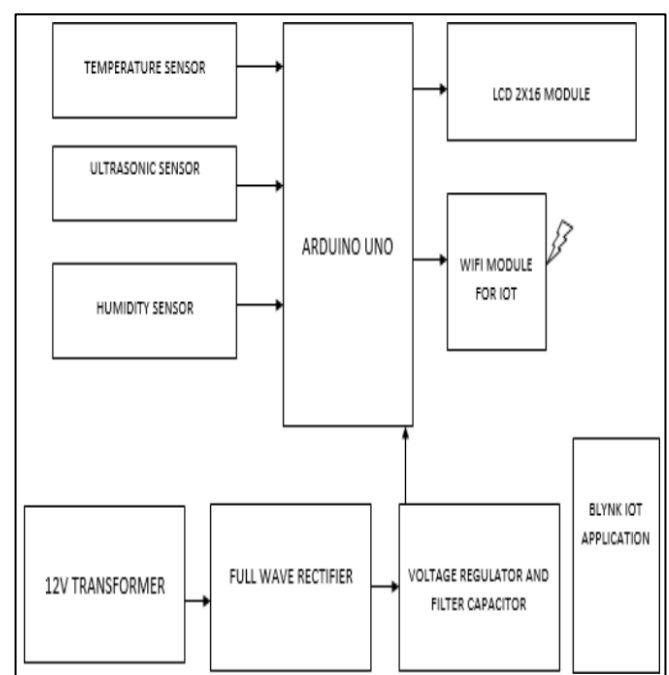 TEMPERATURE SENSOR
ULTRASONIC SENSOR
HUMIDITY SENSOR
ARDUINO UNO
LCD 2X16 MODULE
WIFI MODULE
FOR IOT
12V TRANSFORMER
FULL WAVE RECTIFIER
VOLTAGE REGULATOR AND
FILTER CAPACITOR
BLYNK IOT
APPLICATION